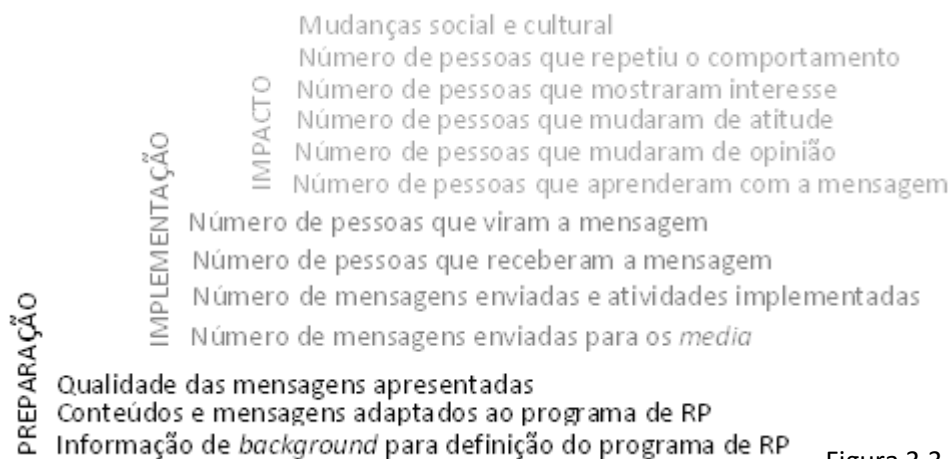 Mudanças social e cultural
Número de pessoas que repetiu o comportamento
Número de pessoas que mostraram interesse
Número de pessoas que mudaram de atitude
Número de pessoas que mudaram de opinião
Número de pessoas que aprenderam com a mensagem
IMPACTO
Número de pessoas que viram a mensagem
Número de pessoas que receberam a mensagem
Número de mensagens enviadas e atividades implementadas
Número de mensagens enviadas para os media
IMPLEMENTAÇÃO
Qualidade das mensagens apresentadas
Conteúdos e mensagens adaptados ao programa de RP
Informação de background para definição do programa de RP
PREPARAÇÃO